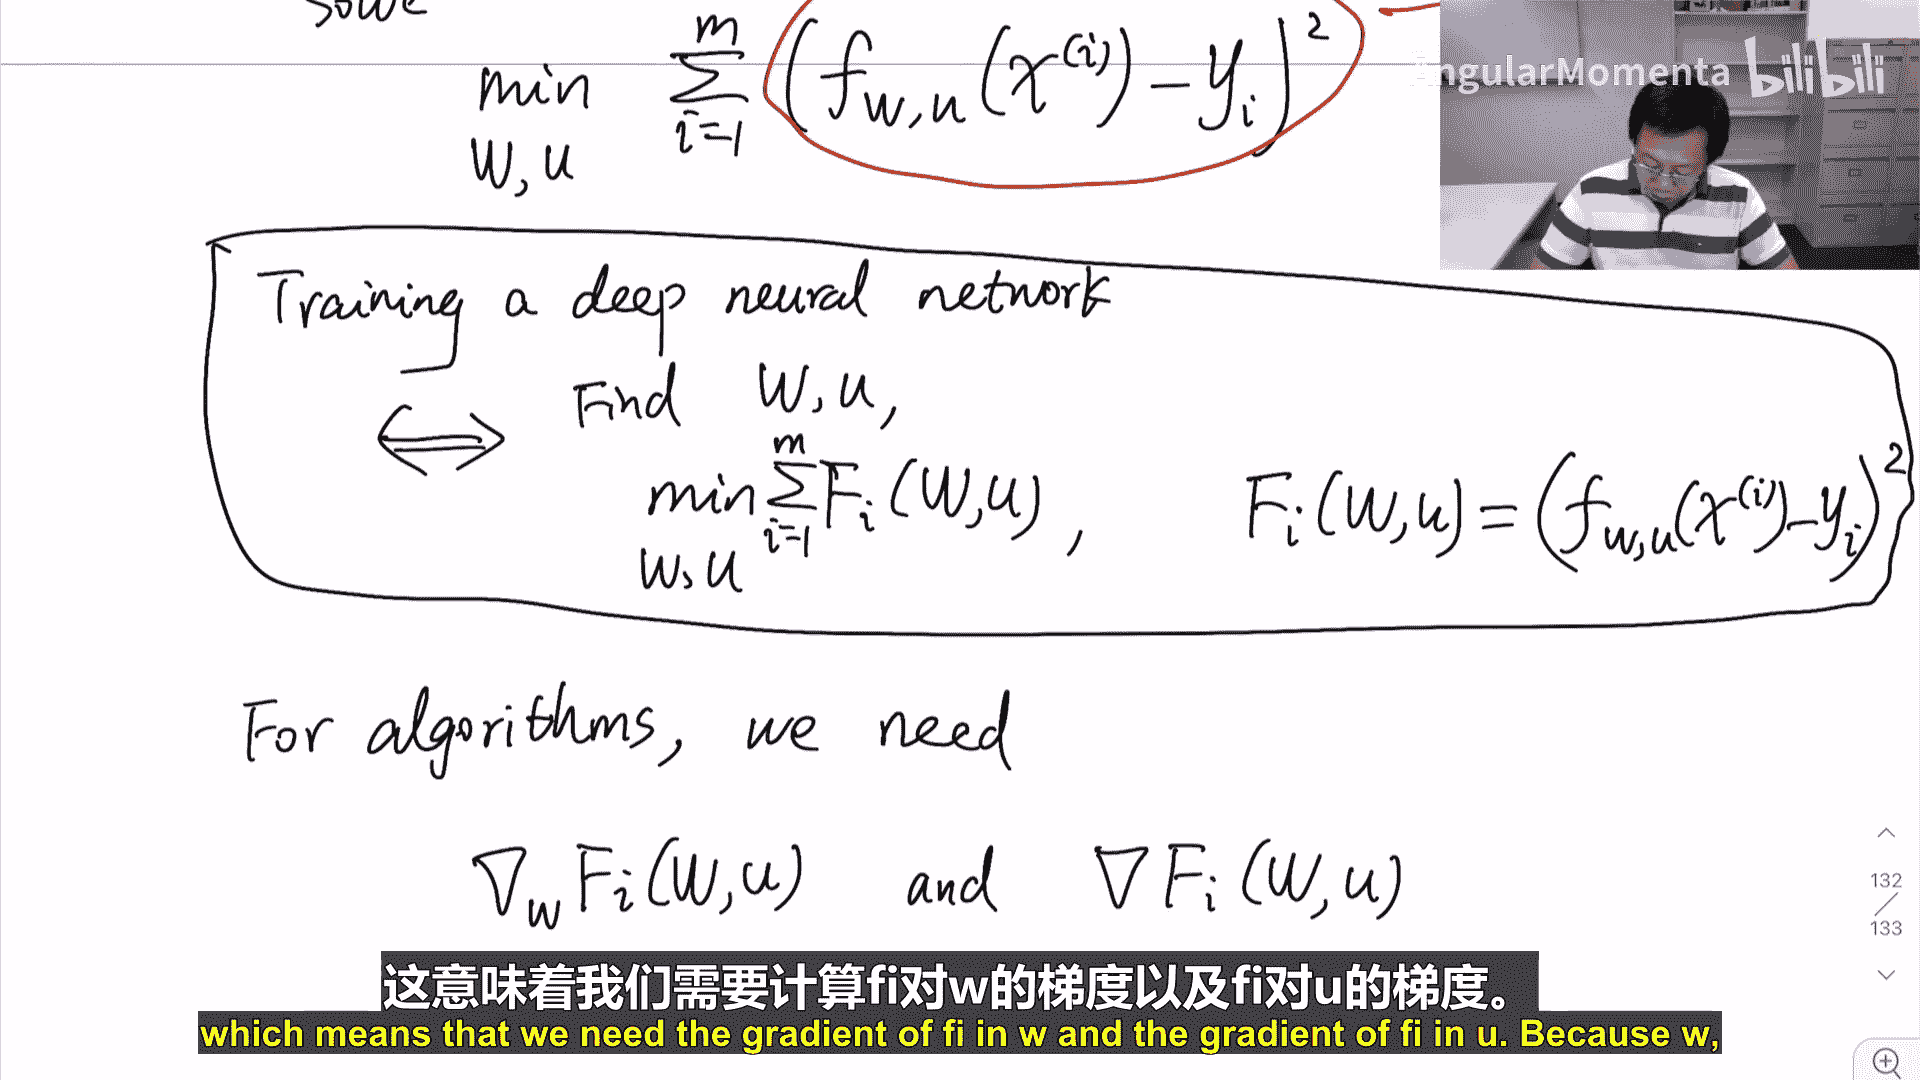 Solve
min W, u m ∑ i=1 (f_{w,u}(x^{(i)}) - y_i)^2
AngularMomenta bilibili
Training a deep neural network
⟺ Find W, u,
min W, u m ∑ i=1 F_i(W,u), F_i(W,u) = (f_{w,u}(x^{(i)}) - y_i)^2
For algorithms, we need
∇_W F_i(W,u) and ∇ F_i(W,u)
132
133
这意味着我们需要计算fi对w的梯度以及fi对u的梯度。
which means that we need the gradient of fi in w and the gradient of fi in u. Because w,